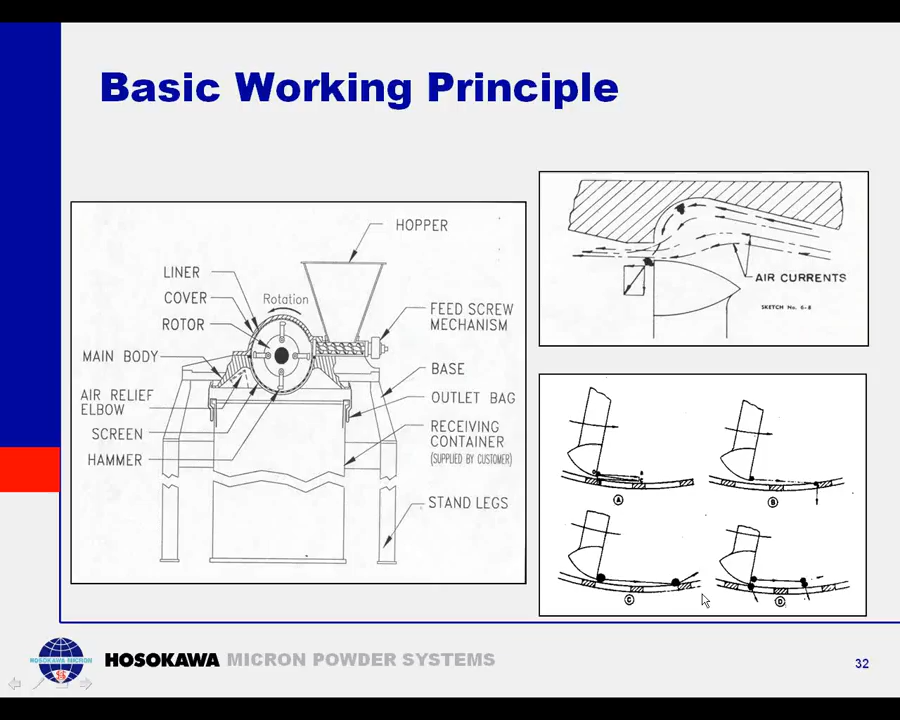 Basic Working Principle
HOPPER
LINER
COVER
Rotation
ROTOR
FEED SCREW
MECHANISM
MAIN BODY
BASE
AIR RELIEF
ELBOW
OUTLET BAG
SCREEN
RECEIVING
CONTAINER
(SUPPLIED BY CUSTOMER)
HAMMER
STAND LEGS
AIR CURRENTS
SKETCH No. 6-8
A
B
C
D
HOSOKAWA MICRON
HOSOKAWA MICRON POWDER SYSTEMS
32